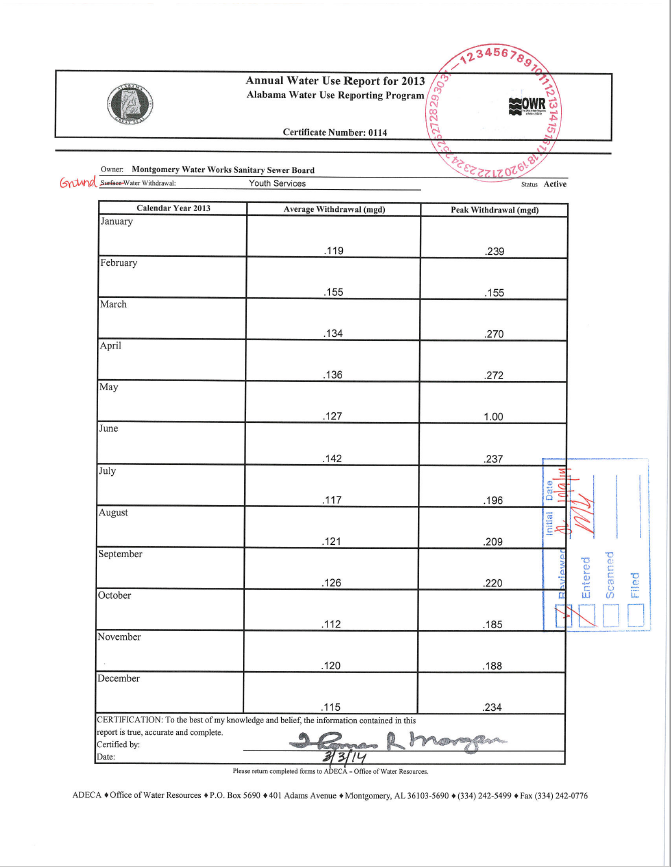 Annual Water Use Report for 2013
Alabama Water Use Reporting Program
OWR
Certificate Number: 0114
Owner: Montgomery Water Works Sanitary Sewer Board
Ground Surface Water Withdrawal: Youth Services Status Active
Calendar Year 2013 Average Withdrawal (mgd) Peak Withdrawal (mgd)
January
.119 .239
February
.155 .155
March
.134 .270
April
.136 .272
May
.127 1.00
June
.142 .237
July
.117 .196
August
.121 .209
September
.126 .220
October
.112 .185
November
.120 .188
December
.115 .234
Initial Date
Reviewed
Entered
Scanned
Filed
CERTIFICATION: To the best of my knowledge and belief, the information contained in this
report is true, accurate and complete.
Certified by: Thomas R Morgan
Date: 3/3/14
Please return completed forms to ADECA - Office of Water Resources.
ADECA ♦ Office of Water Resources ♦ P.O. Box 5690 ♦ 401 Adams Avenue ♦ Montgomery, AL 36103-5690 ♦ (334) 242-5499 ♦ Fax (334) 242-0776